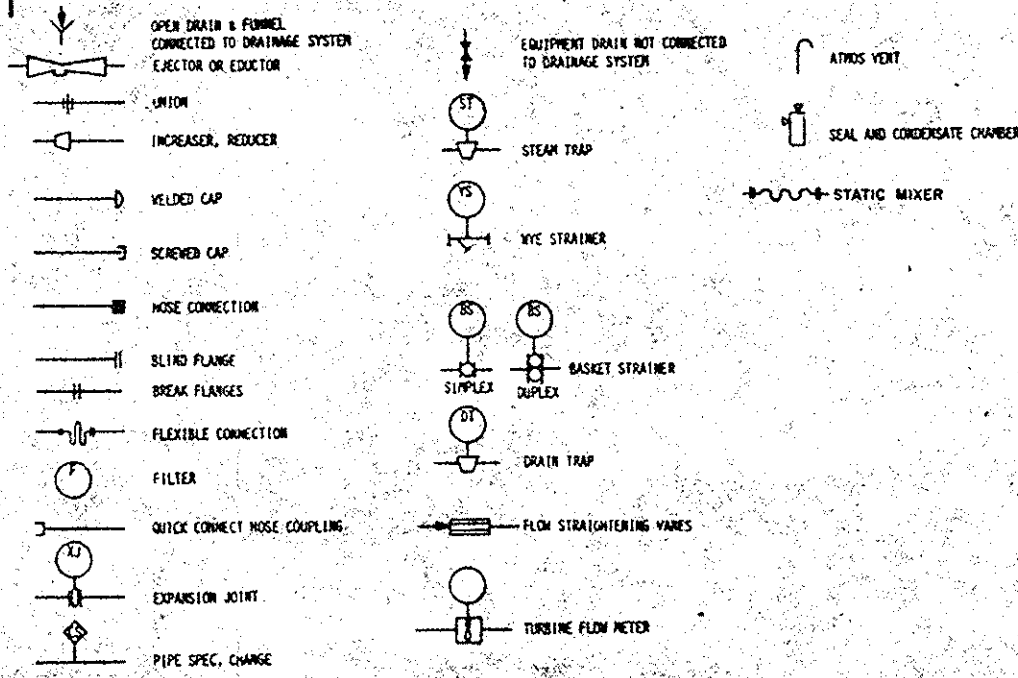 OPEN DRAIN & FUNNEL
CONNECTED TO DRAINAGE SYSTEM
EJECTOR OR EDUCTOR
UNION
INCREASER, REDUCER
WELDED CAP
SCREWED CAP
HOSE CONNECTION
BLIND FLANGE
BREAK FLANGES
FLEXIBLE CONNECTION
F
FILTER
QUICK CONNECT HOSE COUPLING
XJ
EXPANSION JOINT
PIPE SPEC. CHANGE
EQUIPMENT DRAIN NOT CONNECTED
TO DRAINAGE SYSTEM
ST
STEAM TRAP
YS
WYE STRAINER
BS
BS
BASKET STRAINER
SIMPLEX
DUPLEX
DT
DRAIN TRAP
FLOW STRAIGHTENING VANES
TURBINE FLOW METER
ATMOS VENT
SEAL AND CONDENSATE CHAMBER
STATIC MIXER